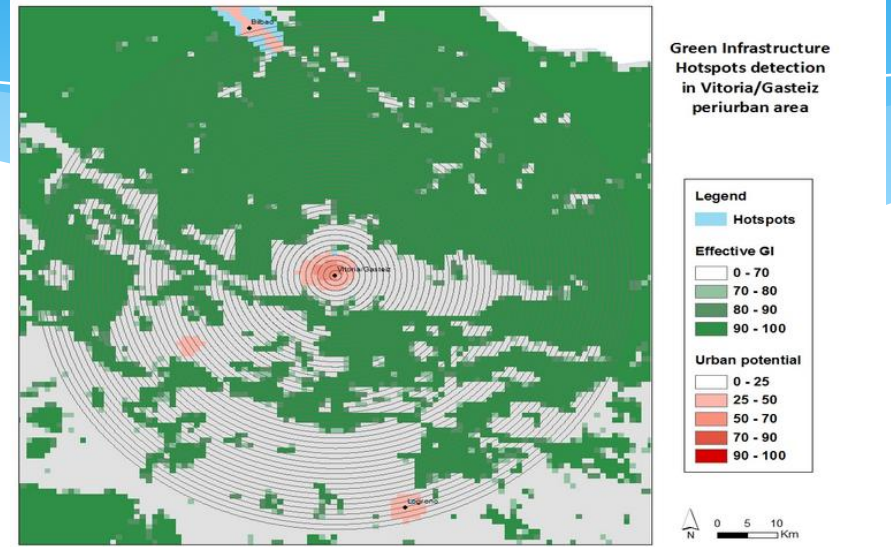 Bilbao
Vitoria/Gasteiz
Logrono
Green Infrastructure
Hotspots detection
in Vitoria/Gasteiz
periurban area
Legend
Hotspots
Effective GI
0 - 70
70 - 80
80 - 90
90 - 100
Urban potential
0 - 25
25 - 50
50 - 70
70 - 90
90 - 100
N
0 5 10
Km